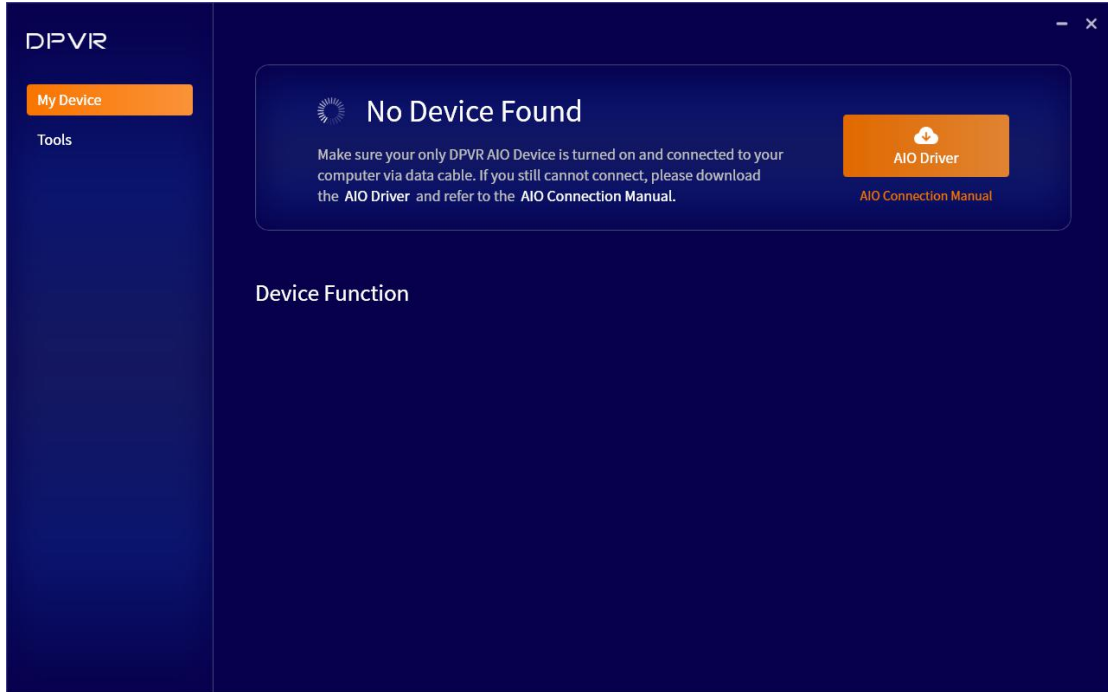 DPVR
My Device
Tools
No Device Found
Make sure your only DPVR AIO Device is turned on and connected to your
computer via data cable. If you still cannot connect, please download
the AIO Driver and refer to the AIO Connection Manual.
AIO Driver
AIO Connection Manual
Device Function